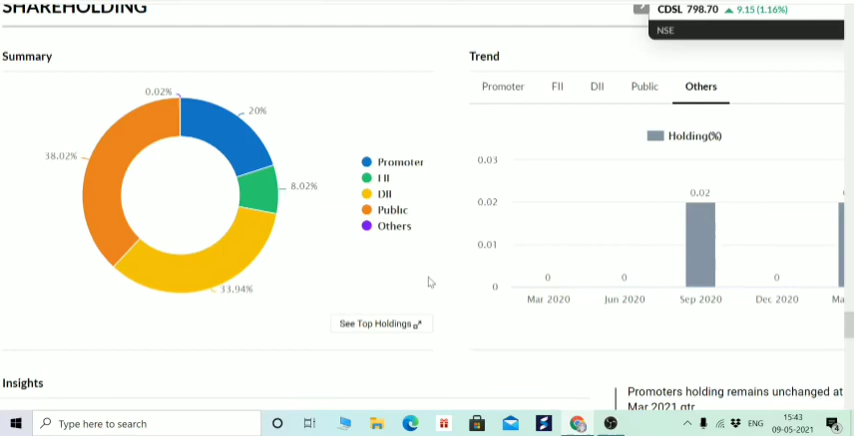 SHAREHOLDING
CDSL 798.70 ▲ 9.15 (1.16%)
NSE
Summary
0.02%
20%
38.02%
8.02%
33.94%
Promoter
FII
DII
Public
Others
See Top Holdings
Trend
Promoter FII DII Public Others
Holding(%)
0.03
0.02
0.01
0
0 0 0.02 0
Mar 2020 Jun 2020 Sep 2020 Dec 2020 Ma
Insights
Promoters holding remains unchanged at
Mar 2021 qtr
Type here to search
ENG
15:43
09-05-2021
4